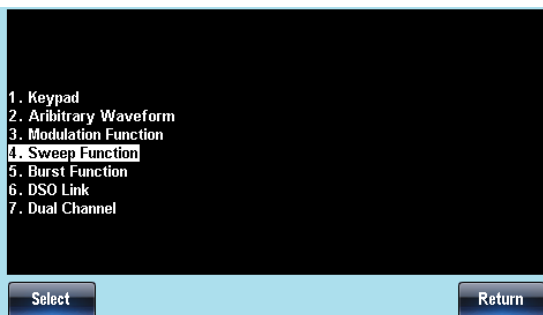 1. Keypad
2. Aribitrary Waveform
3. Modulation Function
4. Sweep Function
5. Burst Function
6. DSO Link
7. Dual Channel
Select
Return